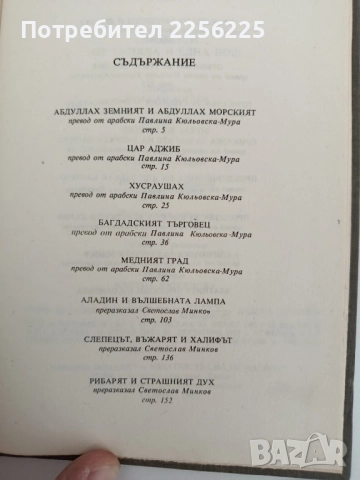 Потребител 2256215
СЪДЪРЖАНИЕ
АБДУЛЛАХ ЗЕМНИЯТ И АБДУЛЛАХ МОРСКИЯТ
превод от арабски Павлина Кюльовска-Мура
стр. 5
ЦАР АДЖИБ
превод от арабски Павлина Кюльовска-Мура
стр. 15
ХУСРАУШАХ
превод от арабски Павлина Кюльовска-Мура
стр. 25
БАГДАДСКИЯТ ТЪРГОВЕЦ
превод от арабски Павлина Кюльовска-Мура
стр. 36
МЕДНИЯТ ГРАД
превод от арабски Павлина Кюльовска-Мура
стр. 62
АЛАДИН И ВЪЛШЕБНАТА ЛАМПА
преразказал Светослав Минков
стр. 103
СЛЕПЕЦЪТ, ВЪЖАРЯТ И ХАЛИФЪТ
преразказал Светослав Минков
стр. 136
РИБАРЯТ И СТРАШНИЯТ ДУХ
преразказал Светослав Минков
стр. 152
BAZAR